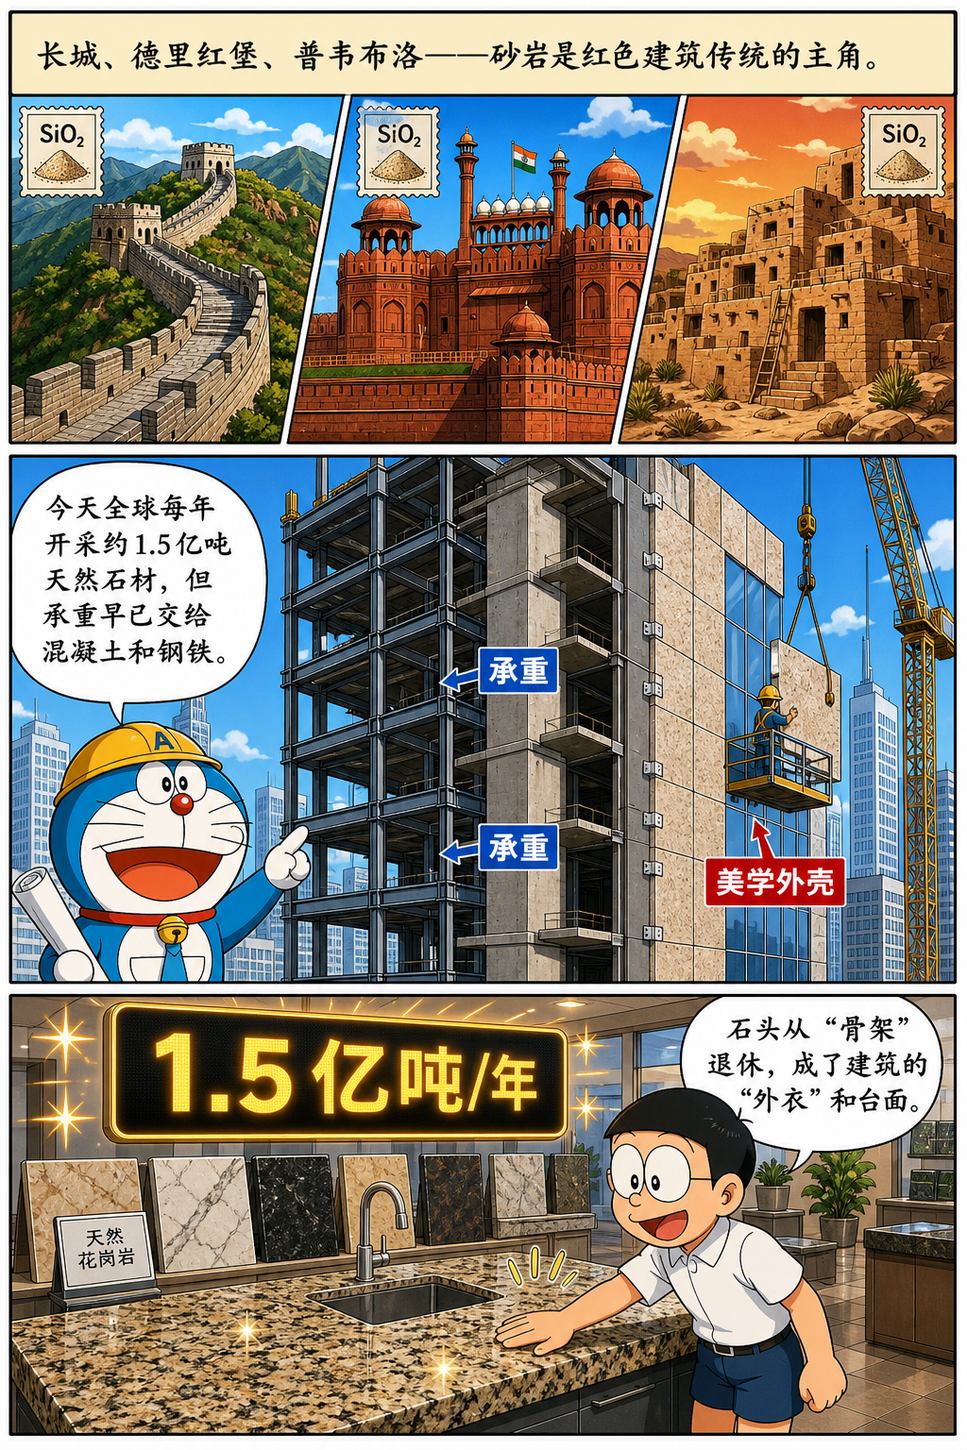 长城、德里红堡、普韦布洛——砂岩是红色建筑传统的主角。
SiO₂
SiO₂
SiO₂
今天全球每年
开采约1.5亿吨
天然石材，但
承重早已交给
混凝土和钢铁。
A
承重
承重
美学外壳
1.5亿吨/年
石头从“骨架”
退休，成了建筑的
“外衣”和台面。
天然
花岗岩